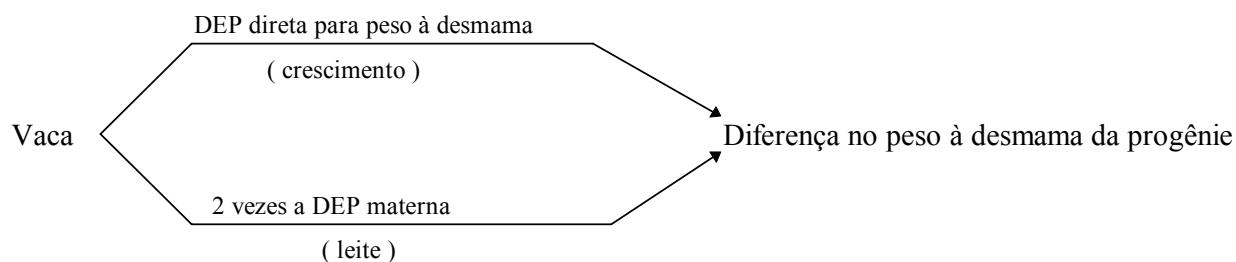 DEP direta para peso à desmama
( crescimento )
Vaca
Diferença no peso à desmama da progênie
2 vezes a DEP materna
( leite )